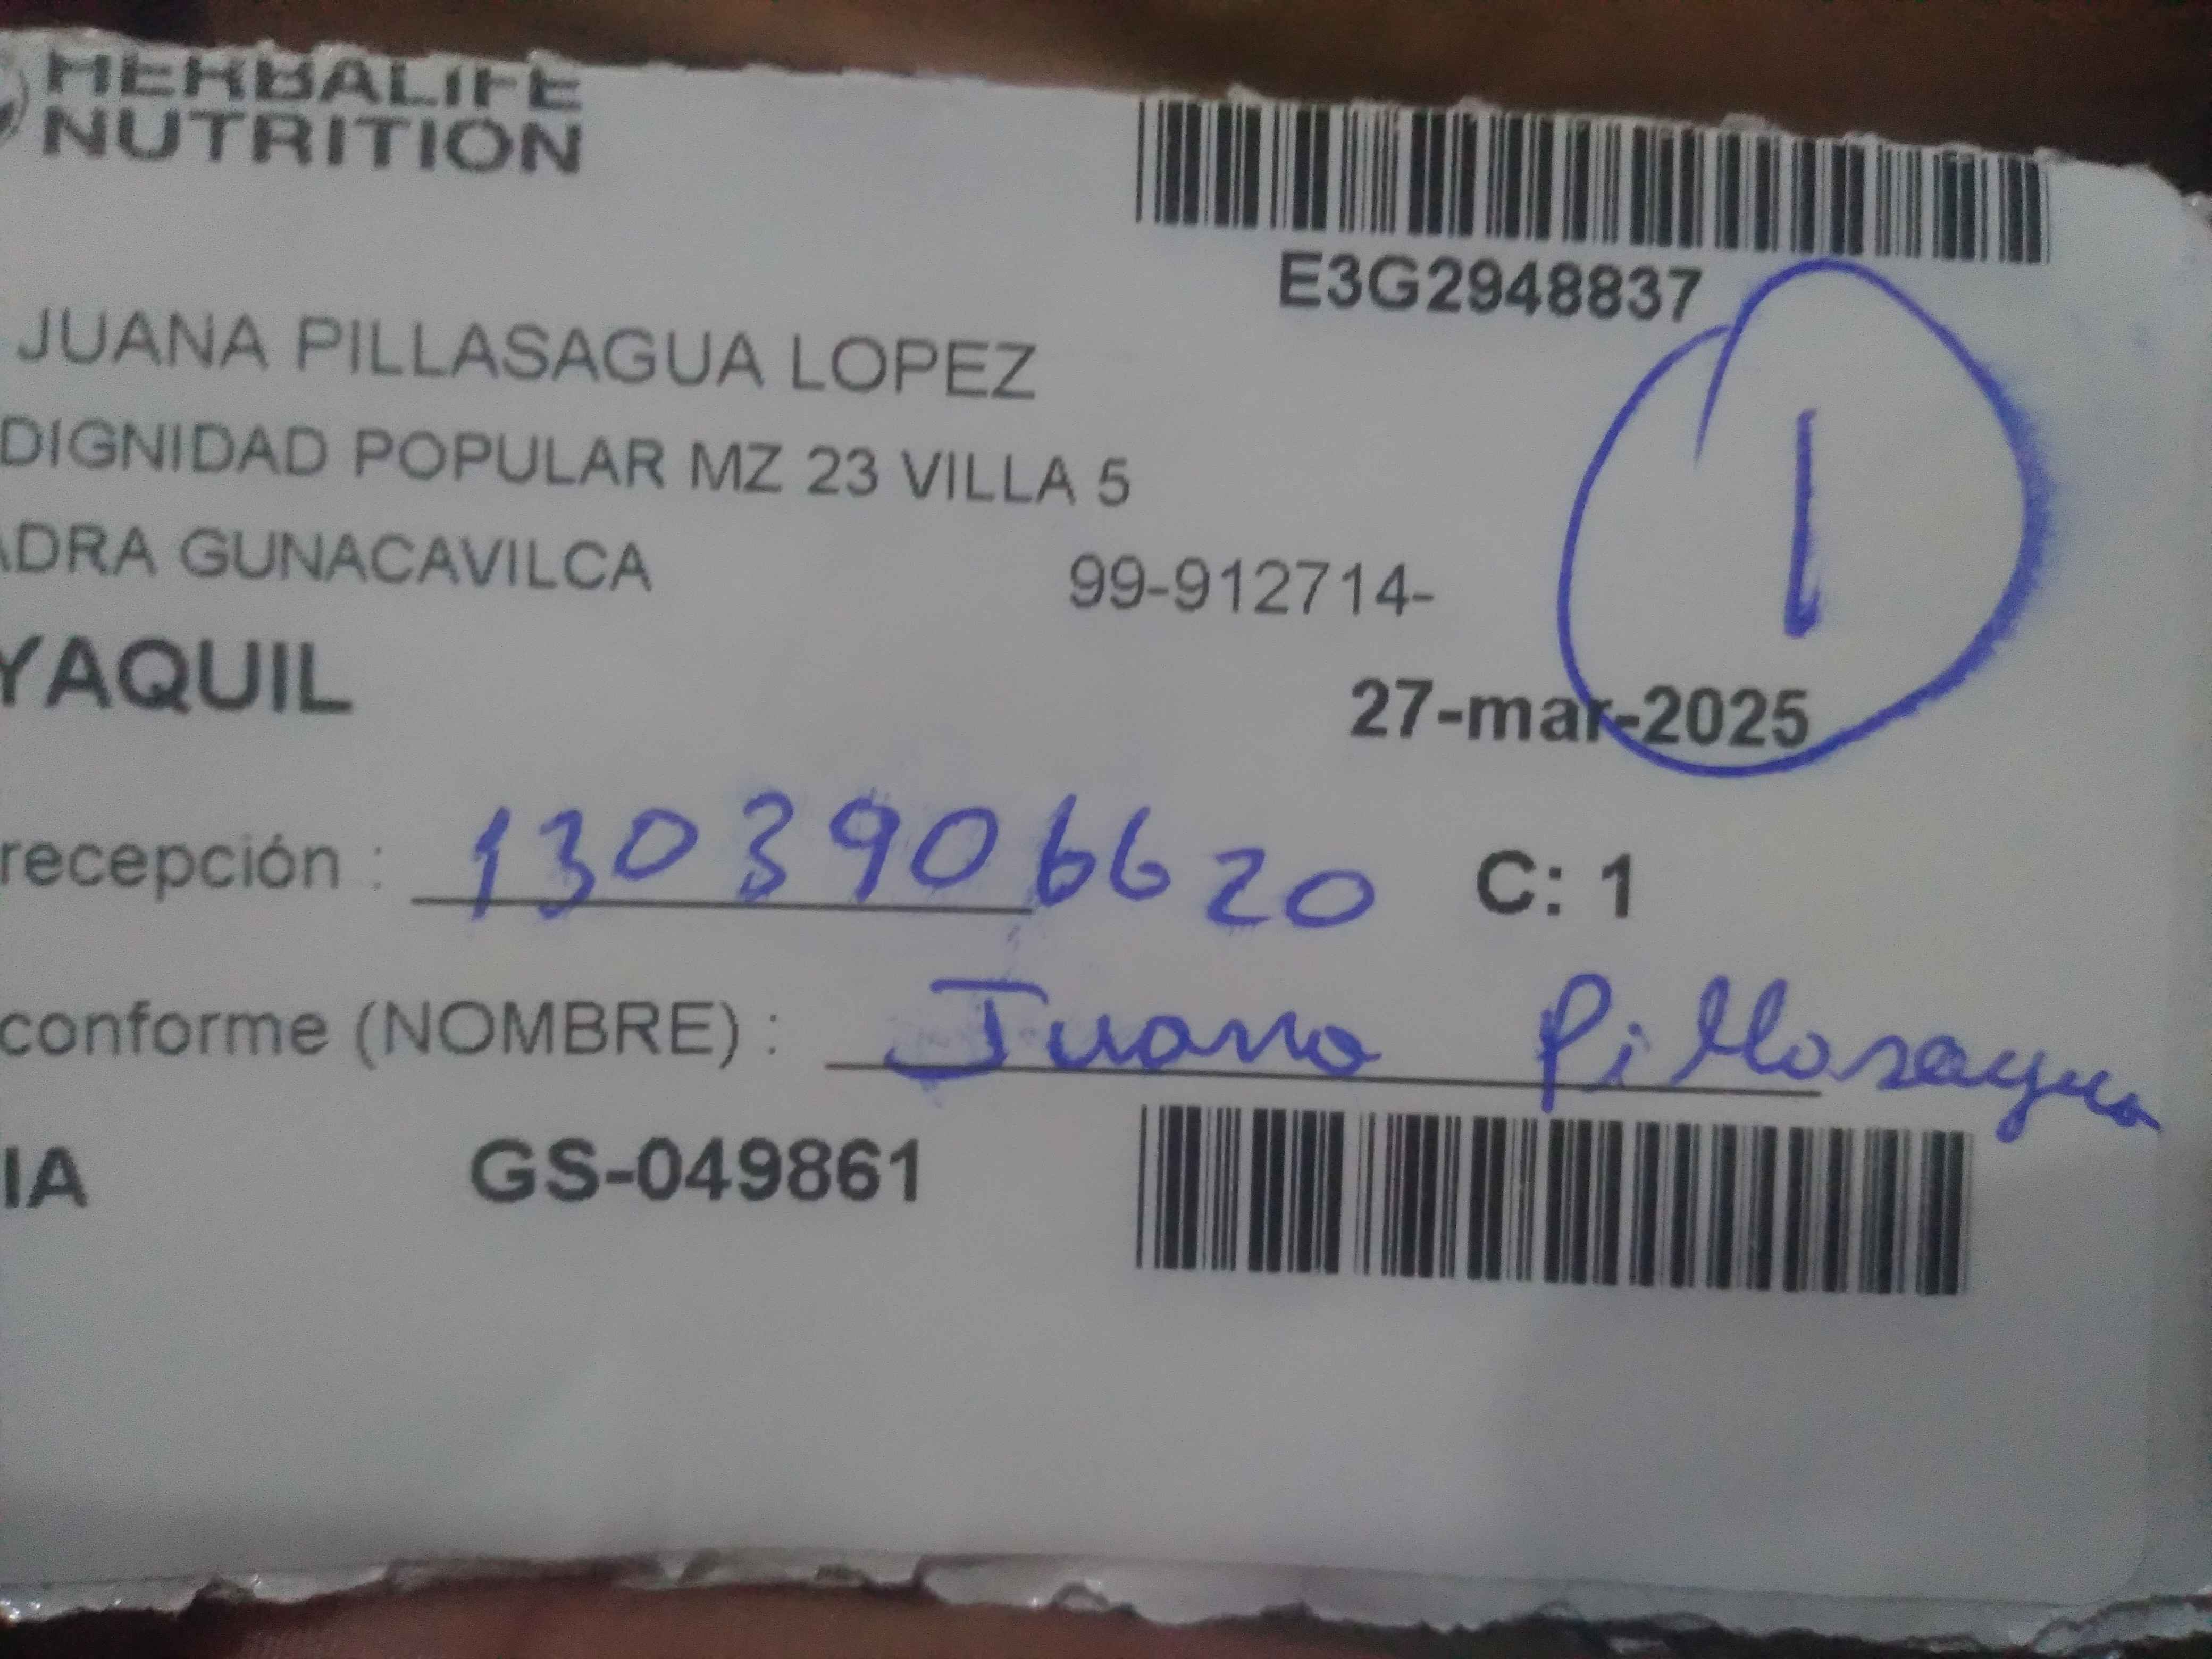 HERBALIFE
NUTRITION
E3G2948837
JUANA PILLASAGUA LOPEZ
1
DIGNIDAD POPULAR MZ 23 VILLA 5
ADRA GUNACAVILCA 99-912714-
YAQUIL
27-mar-2025
recepción : 1303906620 C: 1
conforme (NOMBRE) : Juana Pillasagua
IA GS-049861